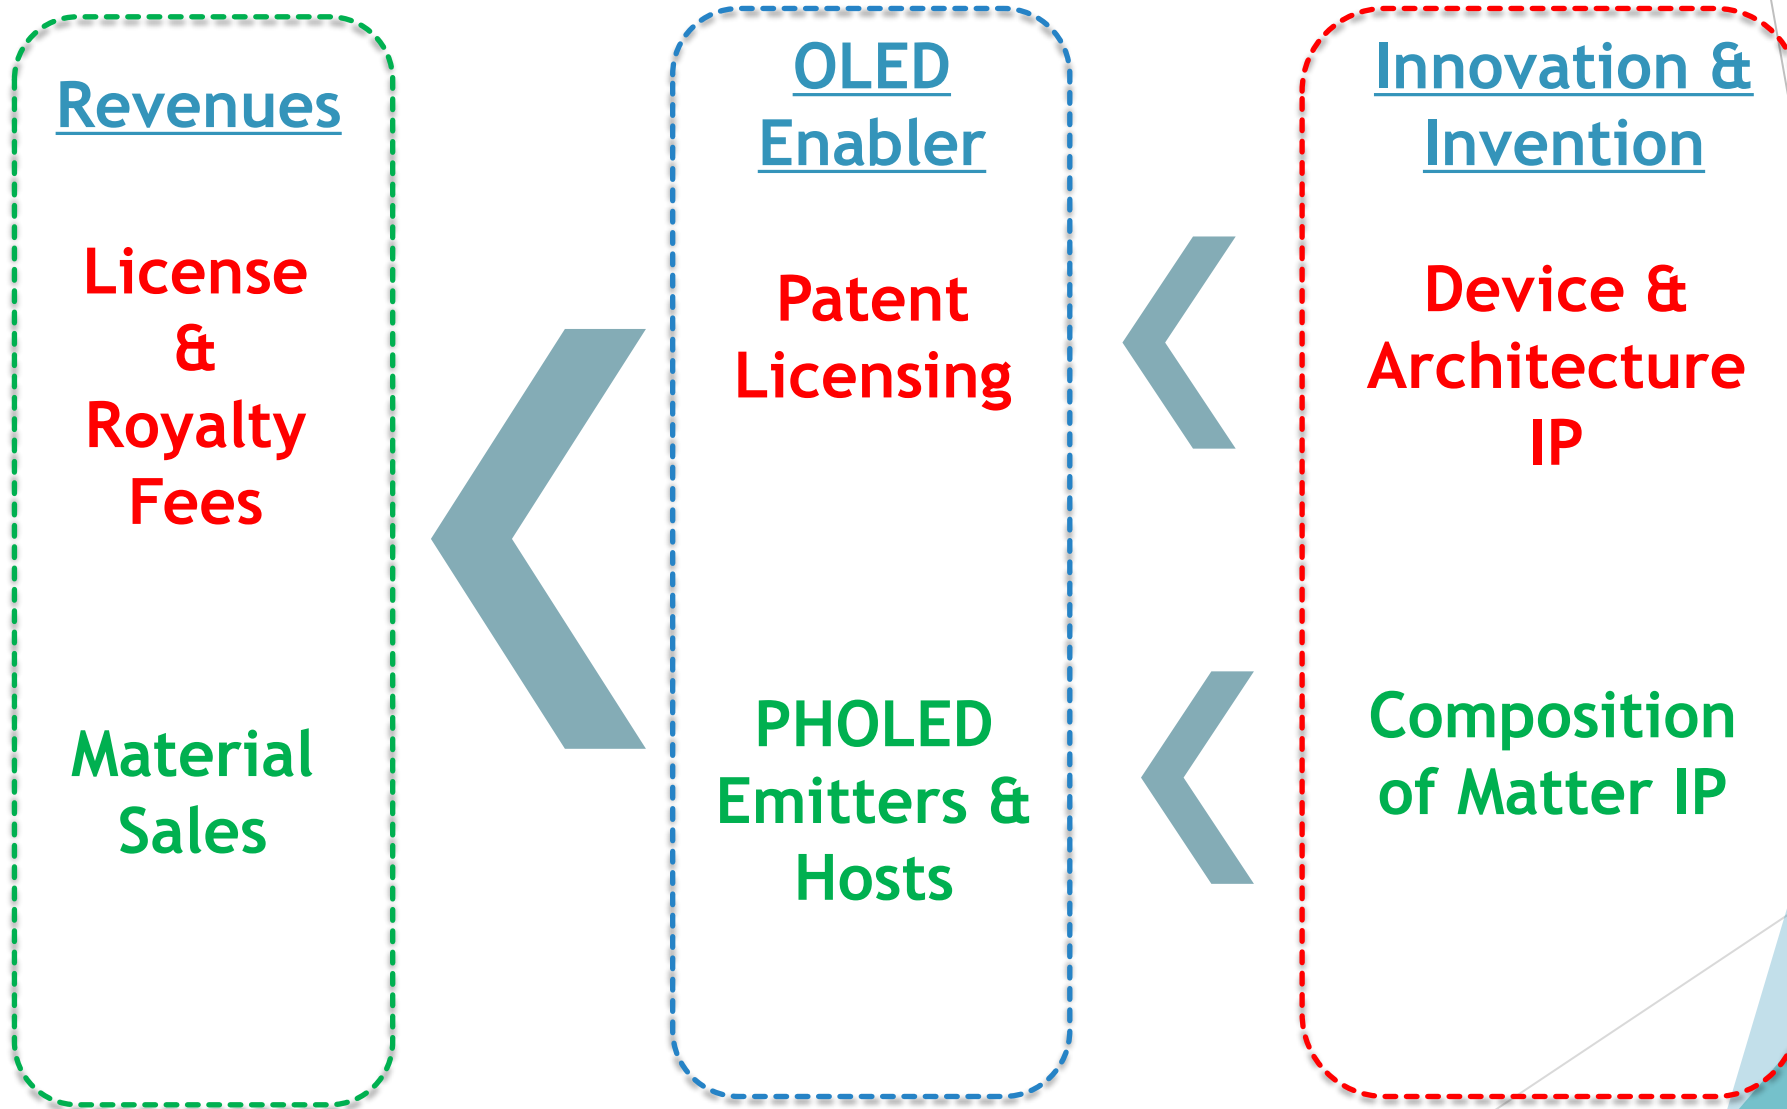 Revenues
License
&
Royalty
Fees
Material
Sales
OLED
Enabler
Patent
Licensing
PHOLED
Emitters &
Hosts
Innovation &
Invention
Device &
Architecture
IP
Composition
of Matter IP